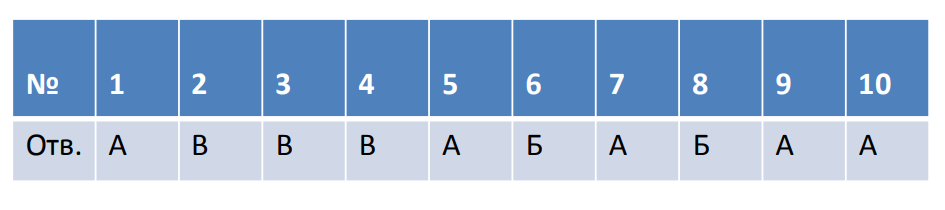 № 1 2 3 4 5 6 7 8 9 10
Отв. А В В В А Б А Б А А